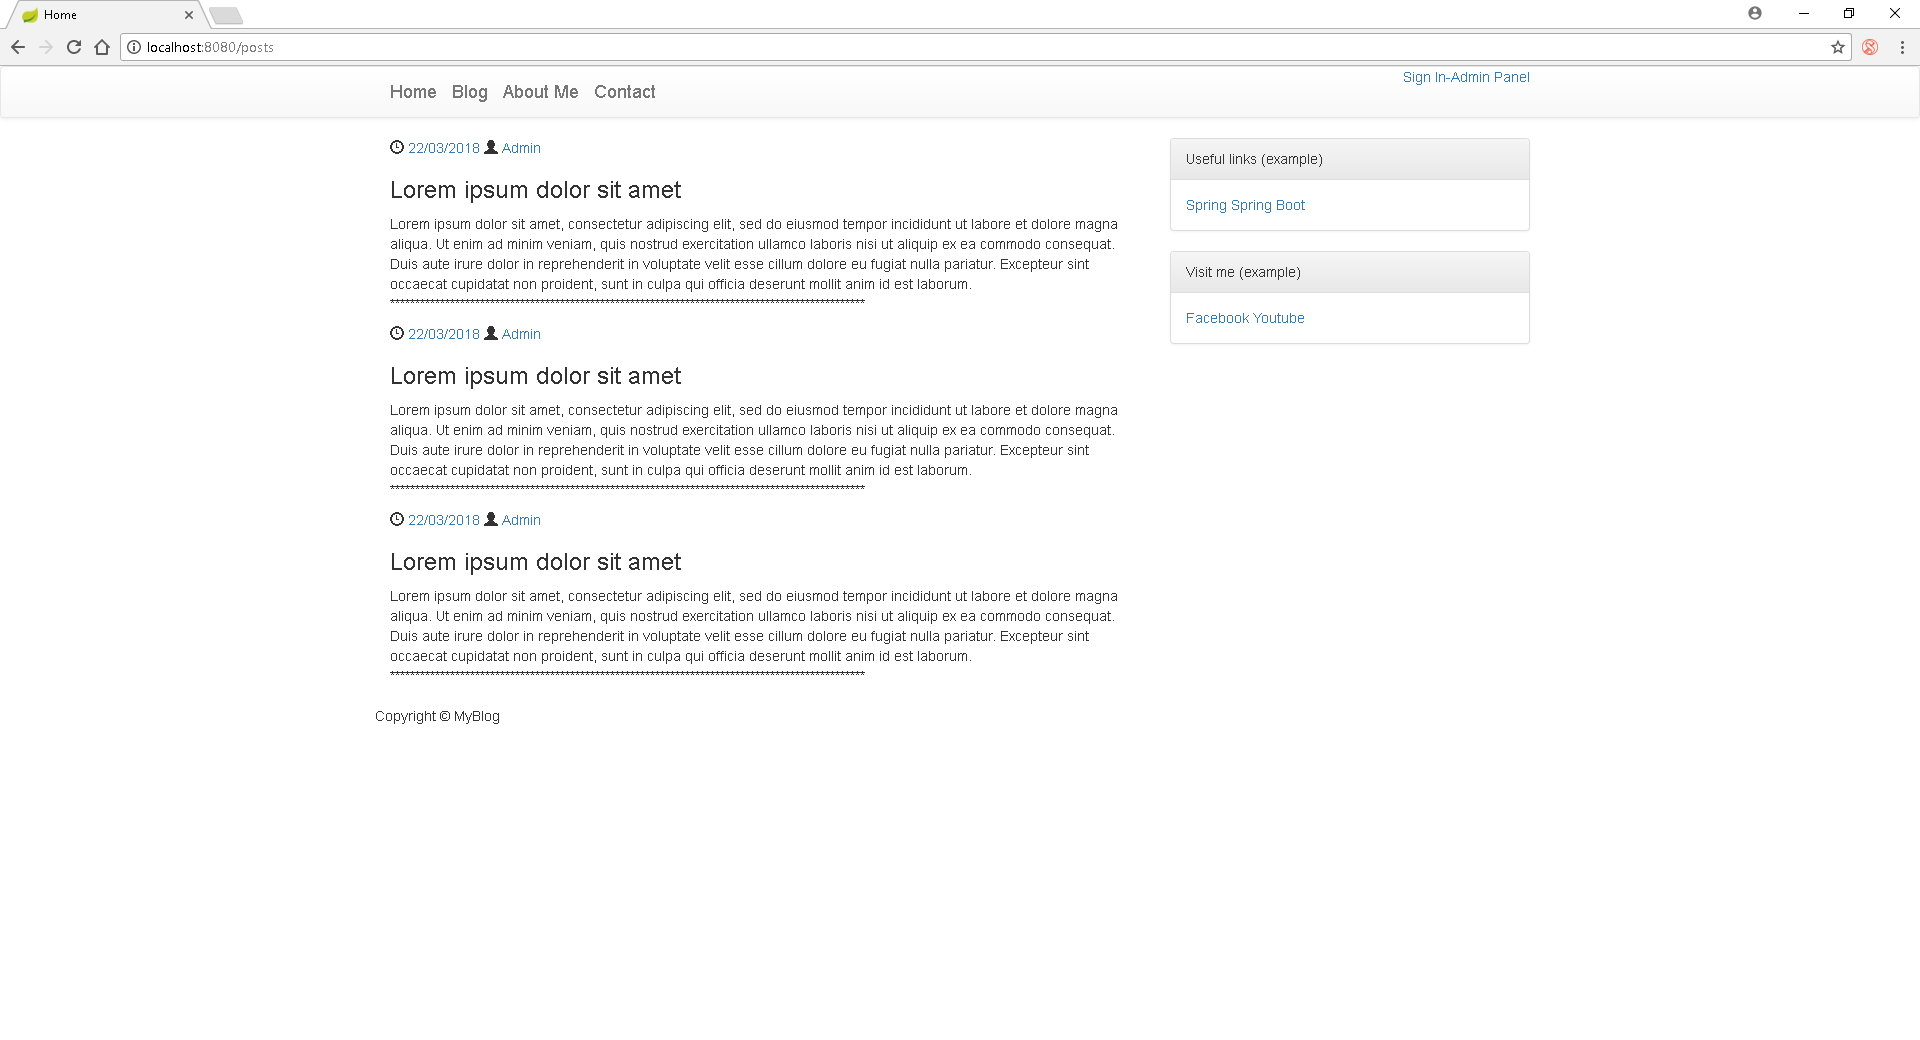 Home
localhost:8080/posts
Home Blog About Me Contact
Sign In-Admin Panel
22/03/2018 Admin
Lorem ipsum dolor sit amet
Lorem ipsum dolor sit amet, consectetur adipiscing elit, sed do eiusmod tempor incididunt ut labore et dolore magna
aliqua. Ut enim ad minim veniam, quis nostrud exercitation ullamco laboris nisi ut aliquip ex ea commodo consequat.
Duis aute irure dolor in reprehenderit in voluptate velit esse cillum dolore eu fugiat nulla pariatur. Excepteur sint
occaecat cupidatat non proident, sunt in culpa qui officia deserunt mollit anim id est laborum.
22/03/2018 Admin
Lorem ipsum dolor sit amet
Lorem ipsum dolor sit amet, consectetur adipiscing elit, sed do eiusmod tempor incididunt ut labore et dolore magna
aliqua. Ut enim ad minim veniam, quis nostrud exercitation ullamco laboris nisi ut aliquip ex ea commodo consequat.
Duis aute irure dolor in reprehenderit in voluptate velit esse cillum dolore eu fugiat nulla pariatur. Excepteur sint
occaecat cupidatat non proident, sunt in culpa qui officia deserunt mollit anim id est laborum.
22/03/2018 Admin
Lorem ipsum dolor sit amet
Lorem ipsum dolor sit amet, consectetur adipiscing elit, sed do eiusmod tempor incididunt ut labore et dolore magna
aliqua. Ut enim ad minim veniam, quis nostrud exercitation ullamco laboris nisi ut aliquip ex ea commodo consequat.
Duis aute irure dolor in reprehenderit in voluptate velit esse cillum dolore eu fugiat nulla pariatur. Excepteur sint
occaecat cupidatat non proident, sunt in culpa qui officia deserunt mollit anim id est laborum.
Useful links (example)
Spring Spring Boot
Visit me (example)
Facebook Youtube
Copyright © MyBlog